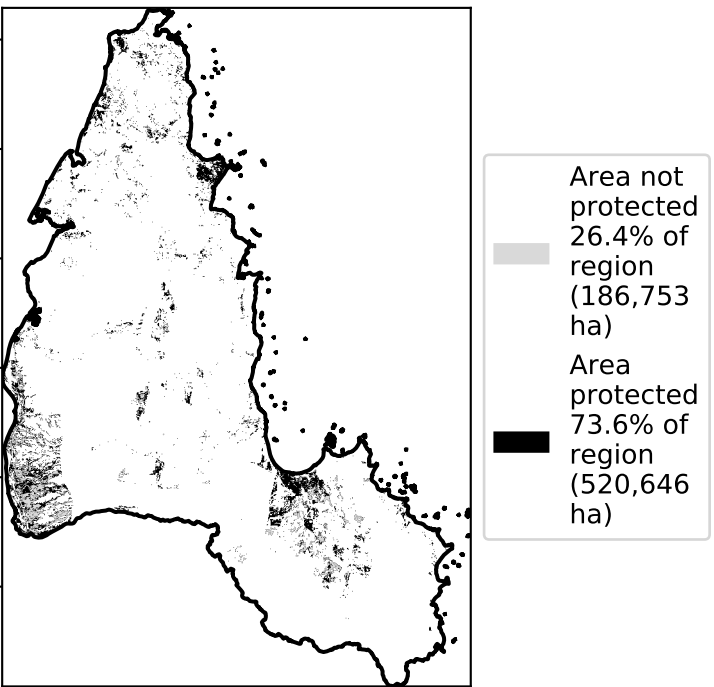 Area not
protected
26.4% of
region
(186,753
ha)
Area
protected
73.6% of
region
(520,646
ha)